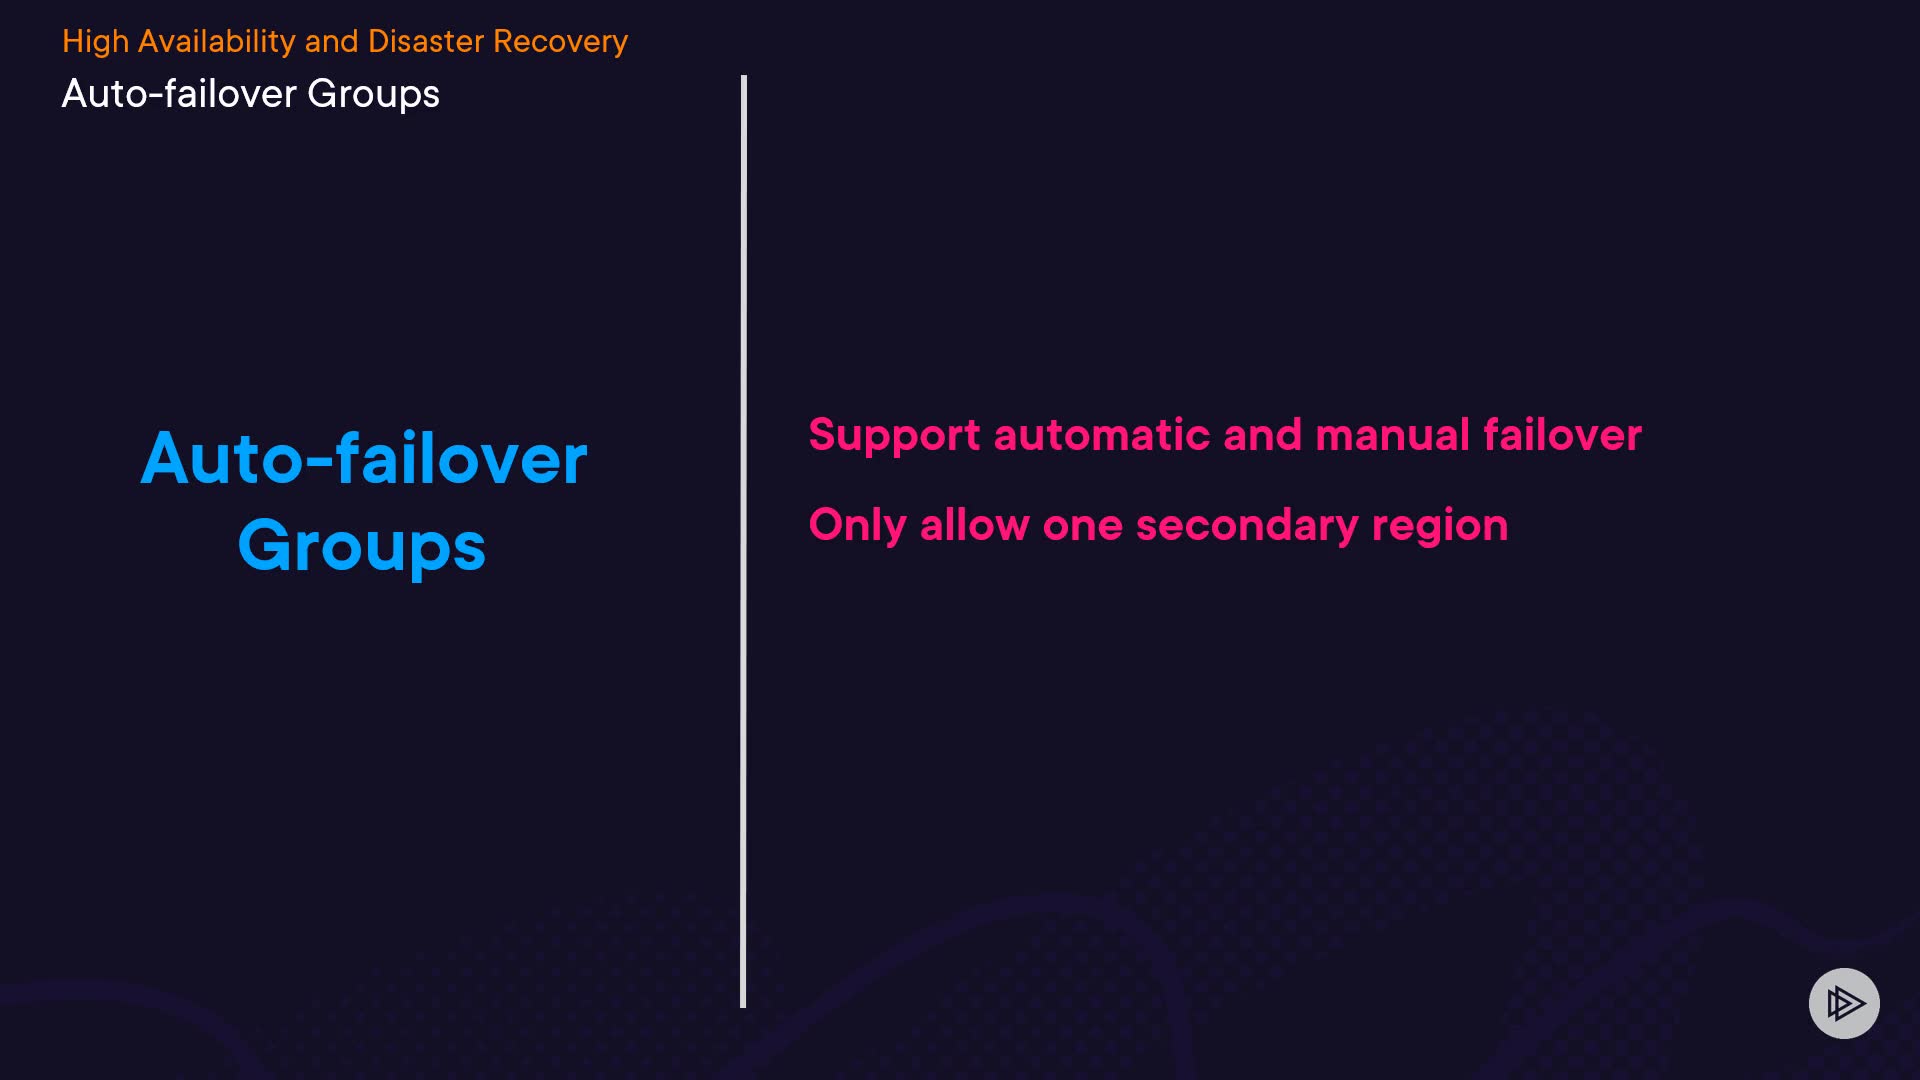 High Availability and Disaster Recovery
Auto-failover Groups
Auto-failover
Groups
Support automatic and manual failover
Only allow one secondary region